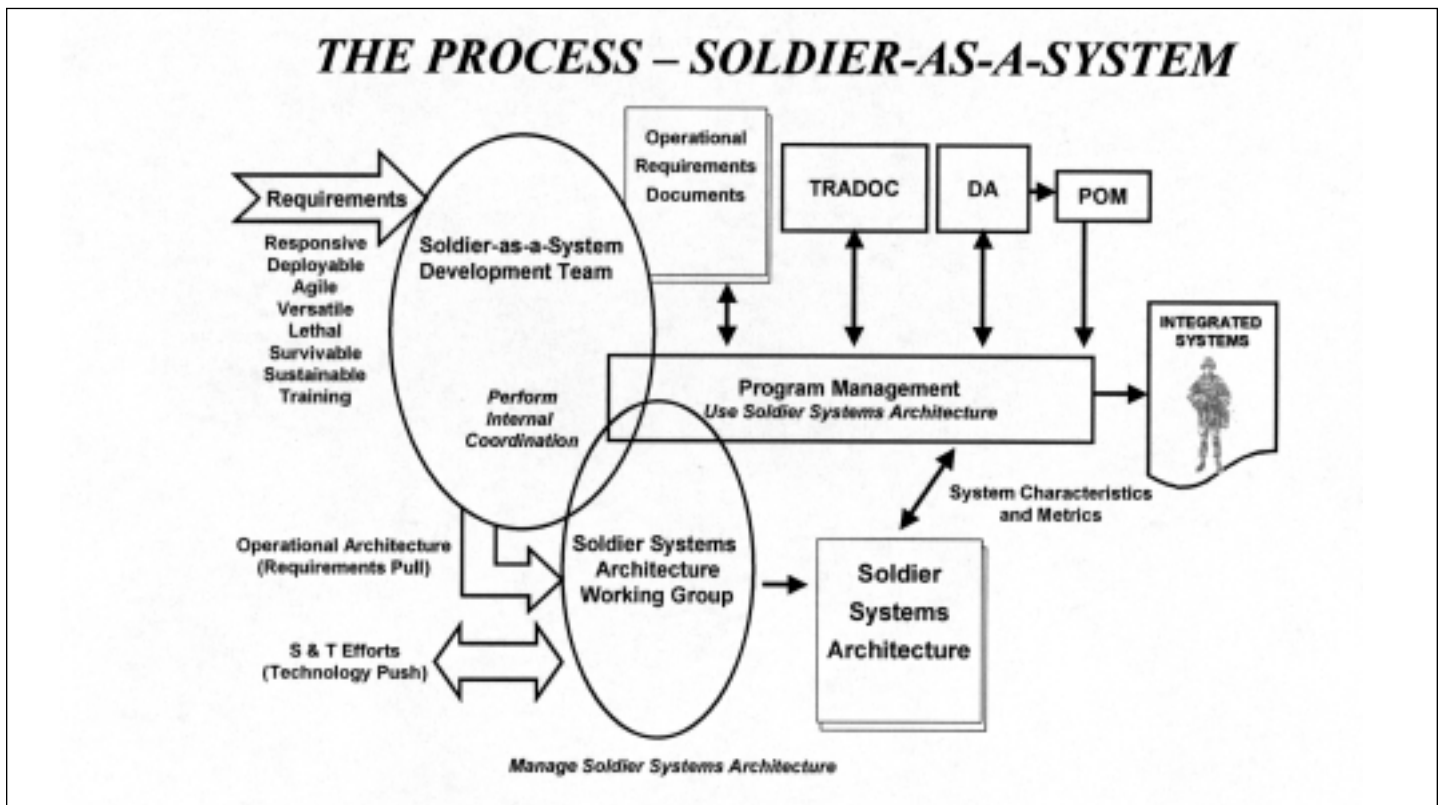 THE PROCESS – SOLDIER-AS-A-SYSTEM
Requirements
Responsive
Deployable
Agile
Versatile
Lethal
Survivable
Sustainable
Training
Soldier-as-a-System
Development Team
Perform
Internal
Coordination
Operational
Requirements
Documents
TRADOC
DA
POM
Program Management
Use Soldier Systems Architecture
INTEGRATED
SYSTEMS
System Characteristics
and Metrics
Operational Architecture
(Requirements Pull)
Soldier Systems
Architecture
Working Group
Soldier
Systems
Architecture
S & T Efforts
(Technology Push)
Manage Soldier Systems Architecture